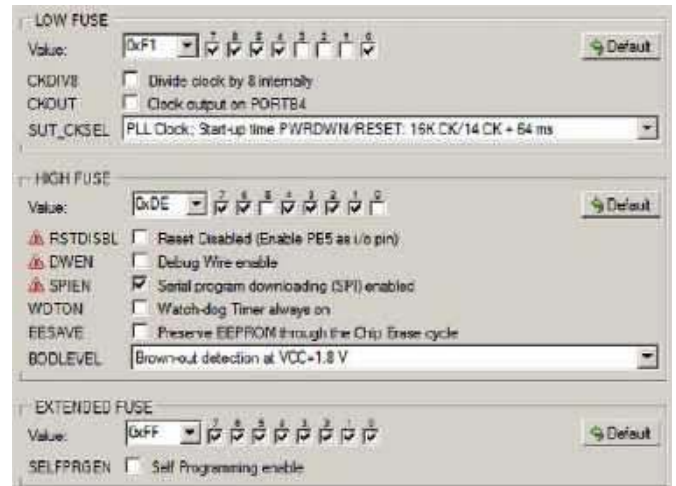 LOW FUSE
7 6 5 4 3 2 1 0
Value: 0xF1 Default
CKDIV8 Divide clock by 8 internally
CKOUT Clock output on PORTB4
SUT_CKSEL PLL Clock; Start-up time PWRDWN/RESET: 16K CK/14 CK + 64 ms
HIGH FUSE
7 6 5 4 3 2 1 0
Value: 0xDE Default
RSTDISBL Reset Disabled (Enable PB5 as i/o pin)
DWEN Debug Wire enable
SPIEN Serial program downloading (SPI) enabled
WDTON Watch-dog Timer always on
EESAVE Preserve EEPROM through the Chip Erase cycle
BODLEVEL Brown-out detection at VCC=1.8 V
EXTENDED FUSE
7 6 5 4 3 2 1 0
Value: 0xFF Default
SELFPRGEN Self Programming enable